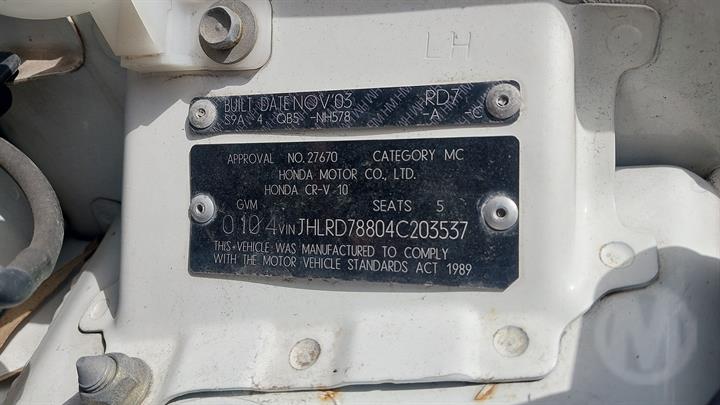 LH
BUILT DATE NOV 03 RD7
S9A 4 QB5 -NH578 -A -C
APPROVAL NO. 27670 CATEGORY MC
HONDA MOTOR CO., LTD.
HONDA CR-V 10
GVM SEATS 5
0104 VIN JHLRD78804C203537
THIS VEHICLE WAS MANUFACTURED TO COMPLY
WITH THE MOTOR VEHICLE STANDARDS ACT 1989
M